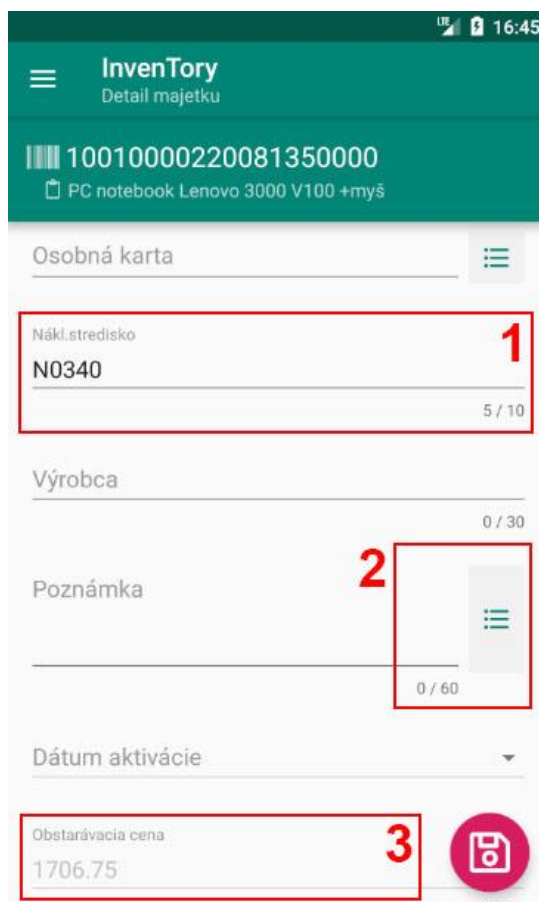 LTE 16:45
InvenTory
Detail majetku
10010000220081350000
PC notebook Lenovo 3000 V100 +myš
Osobná karta
Nákl.stredisko
1
N0340
5 / 10
Výrobca
0 / 30
2
Poznámka
0 / 60
Dátum aktivácie
Obstarávacia cena
3
1706.75